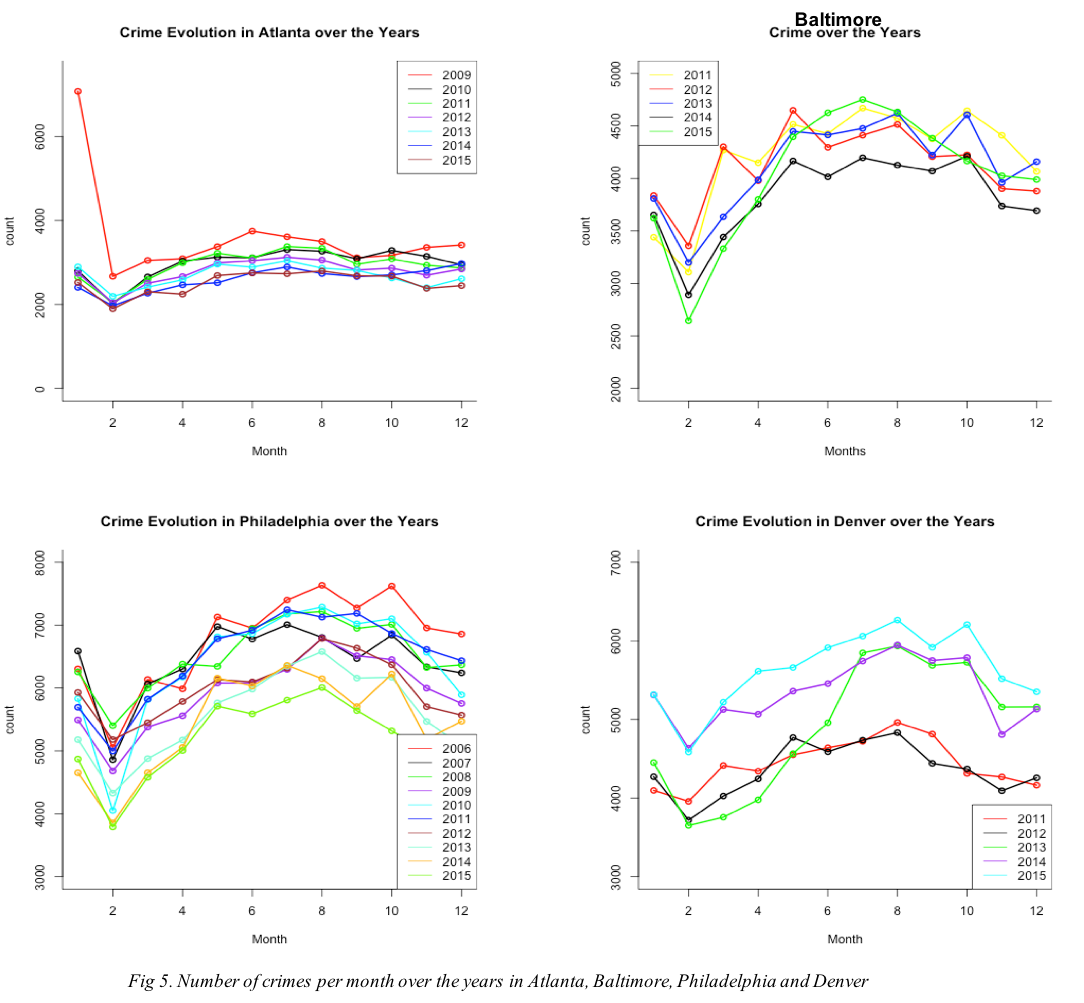 Crime Evolution in Atlanta over the Years
count
6000
4000
2000
0
2009
2010
2011
2012
2013
2014
2015
2 4 6 8 10 12
Month
Baltimore
Crime over the Years
count
5000
4500
4000
3500
3000
2500
2000
2011
2012
2013
2014
2015
2 4 6 8 10 12
Months
Crime Evolution in Philadelphia over the Years
count
8000
7000
6000
5000
4000
3000
2006
2007
2008
2009
2010
2011
2012
2013
2014
2015
2 4 6 8 10 12
Month
Crime Evolution in Denver over the Years
count
7000
6000
5000
4000
3000
2011
2012
2013
2014
2015
2 4 6 8 10 12
Month
Fig 5. Number of crimes per month over the years in Atlanta, Baltimore, Philadelphia and Denver